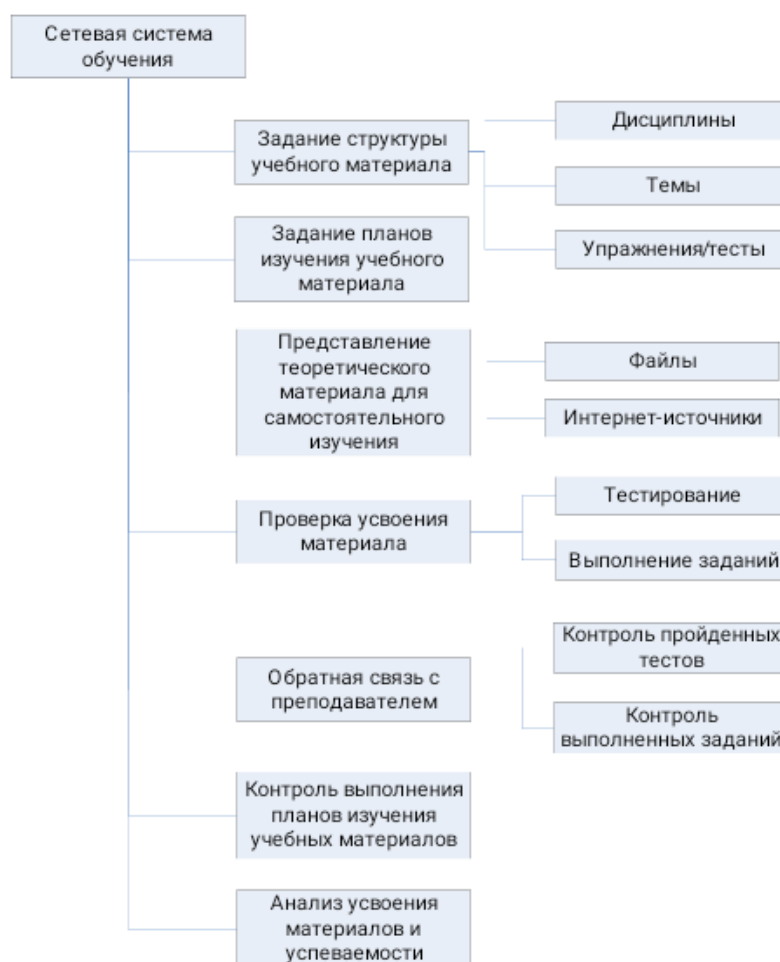 Сетевая система
обучения
Задание структуры
учебного материала
Дисциплины
Темы
Упражнения/тесты
Задание планов
изучения учебного
материала
Представление
теоретического
материала для
самостоятельного
изучения
Файлы
Интернет-источники
Проверка усвоения
материала
Тестирование
Выполнение заданий
Обратная связь с
преподавателем
Контроль пройденных
тестов
Контроль
выполненных заданий
Контроль выполнения
планов изучения
учебных материалов
Анализ усвоения
материалов и
успеваемости